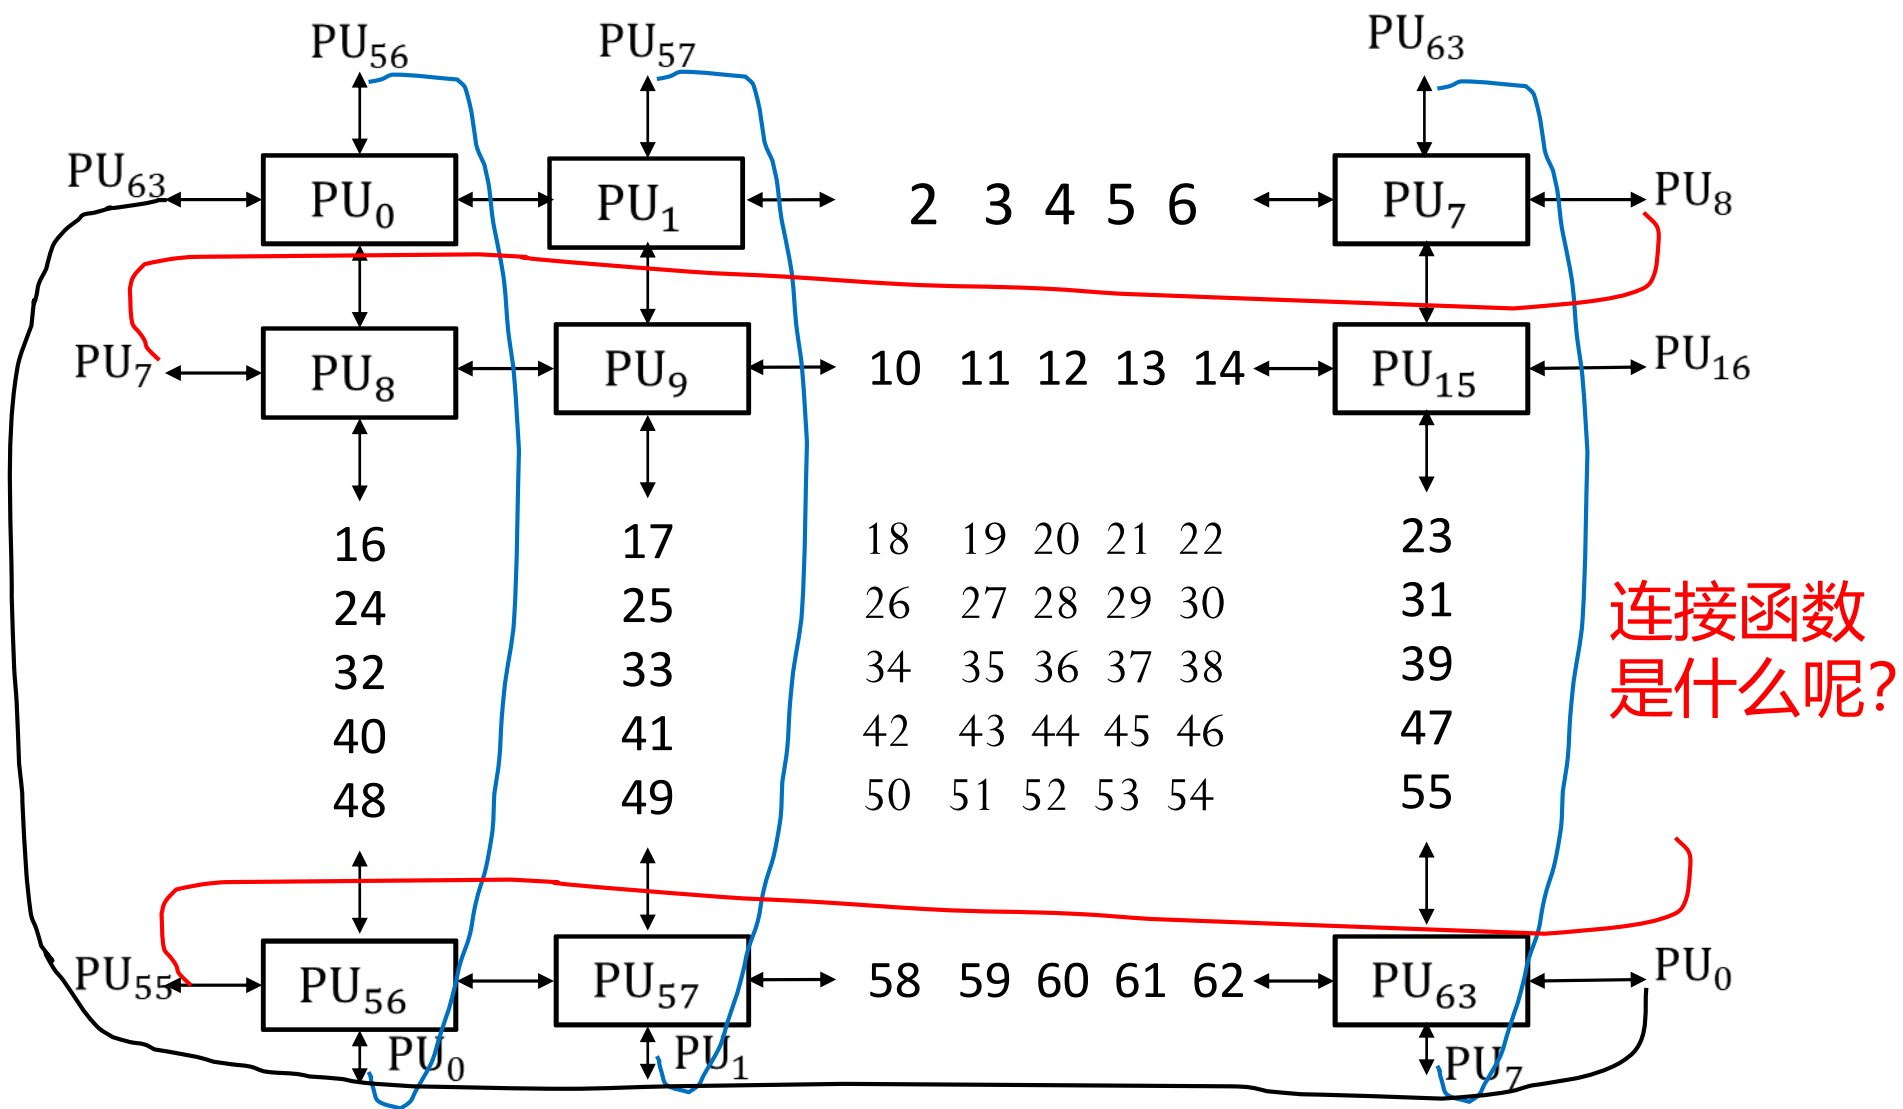 PU₅₆ PU₅₇ PU₆₃
PU₆₃ PU₀ PU₁ 2 3 4 5 6 PU₇ PU₈
PU₇ PU₈ PU₉ 10 11 12 13 14 PU₁₅ PU₁₆
16 17 18 19 20 21 22 23
24 25 26 27 28 29 30 31
32 33 34 35 36 37 38 39
40 41 42 43 44 45 46 47
48 49 50 51 52 53 54 55
连接函数
是什么呢？
PU₅₅ PU₅₆ PU₅₇ 58 59 60 61 62 PU₆₃ PU₀
PU₀ PU₁ PU₇